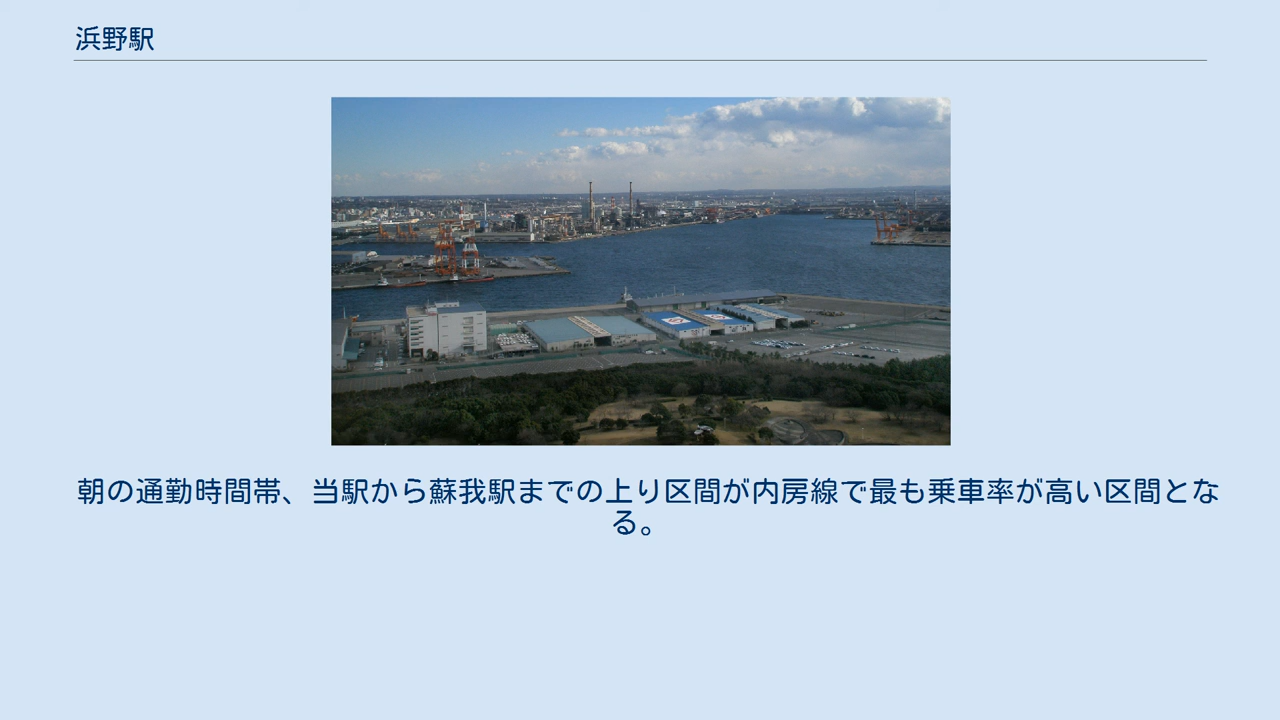 浜野駅
朝の通勤時間帯、当駅から蘇我駅までの上り区間が内房線で最も乗車率が高い区間とな
る。